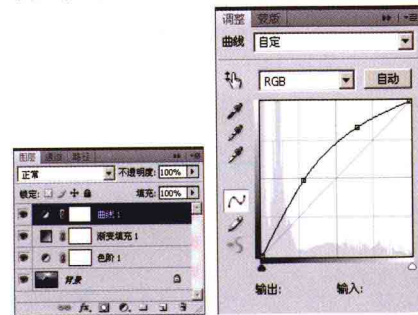 图层 通道 路径
正常 不透明度: 100%
锁定: 填充: 100%
曲线 1
渐变填充 1
色阶 1
背景
调整 蒙版
曲线 自定
RGB 自动
输出: 输入: